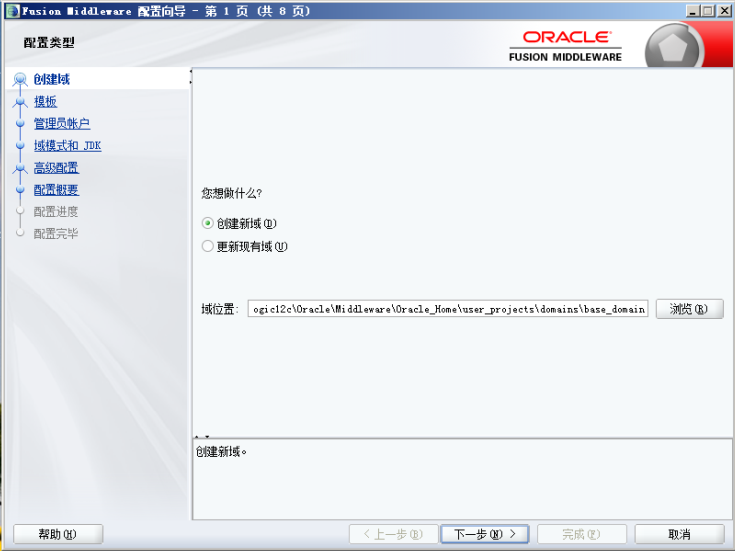 Fusion Middleware 配置向导 - 第 1 页 (共 8 页)
配置类型
ORACLE
FUSION MIDDLEWARE
创建域
模板
管理员帐户
域模式和 JDK
高级配置
配置概要
配置进度
配置完毕
您想做什么?
创建新域(D)
更新现有域(U)
域位置: ogic12c\Oracle\Middleware\Oracle_Home\user_projects\domains\base_domain 浏览(R)
创建新域。
帮助(H) <上一步(B) 下一步(N)> 完成(F) 取消